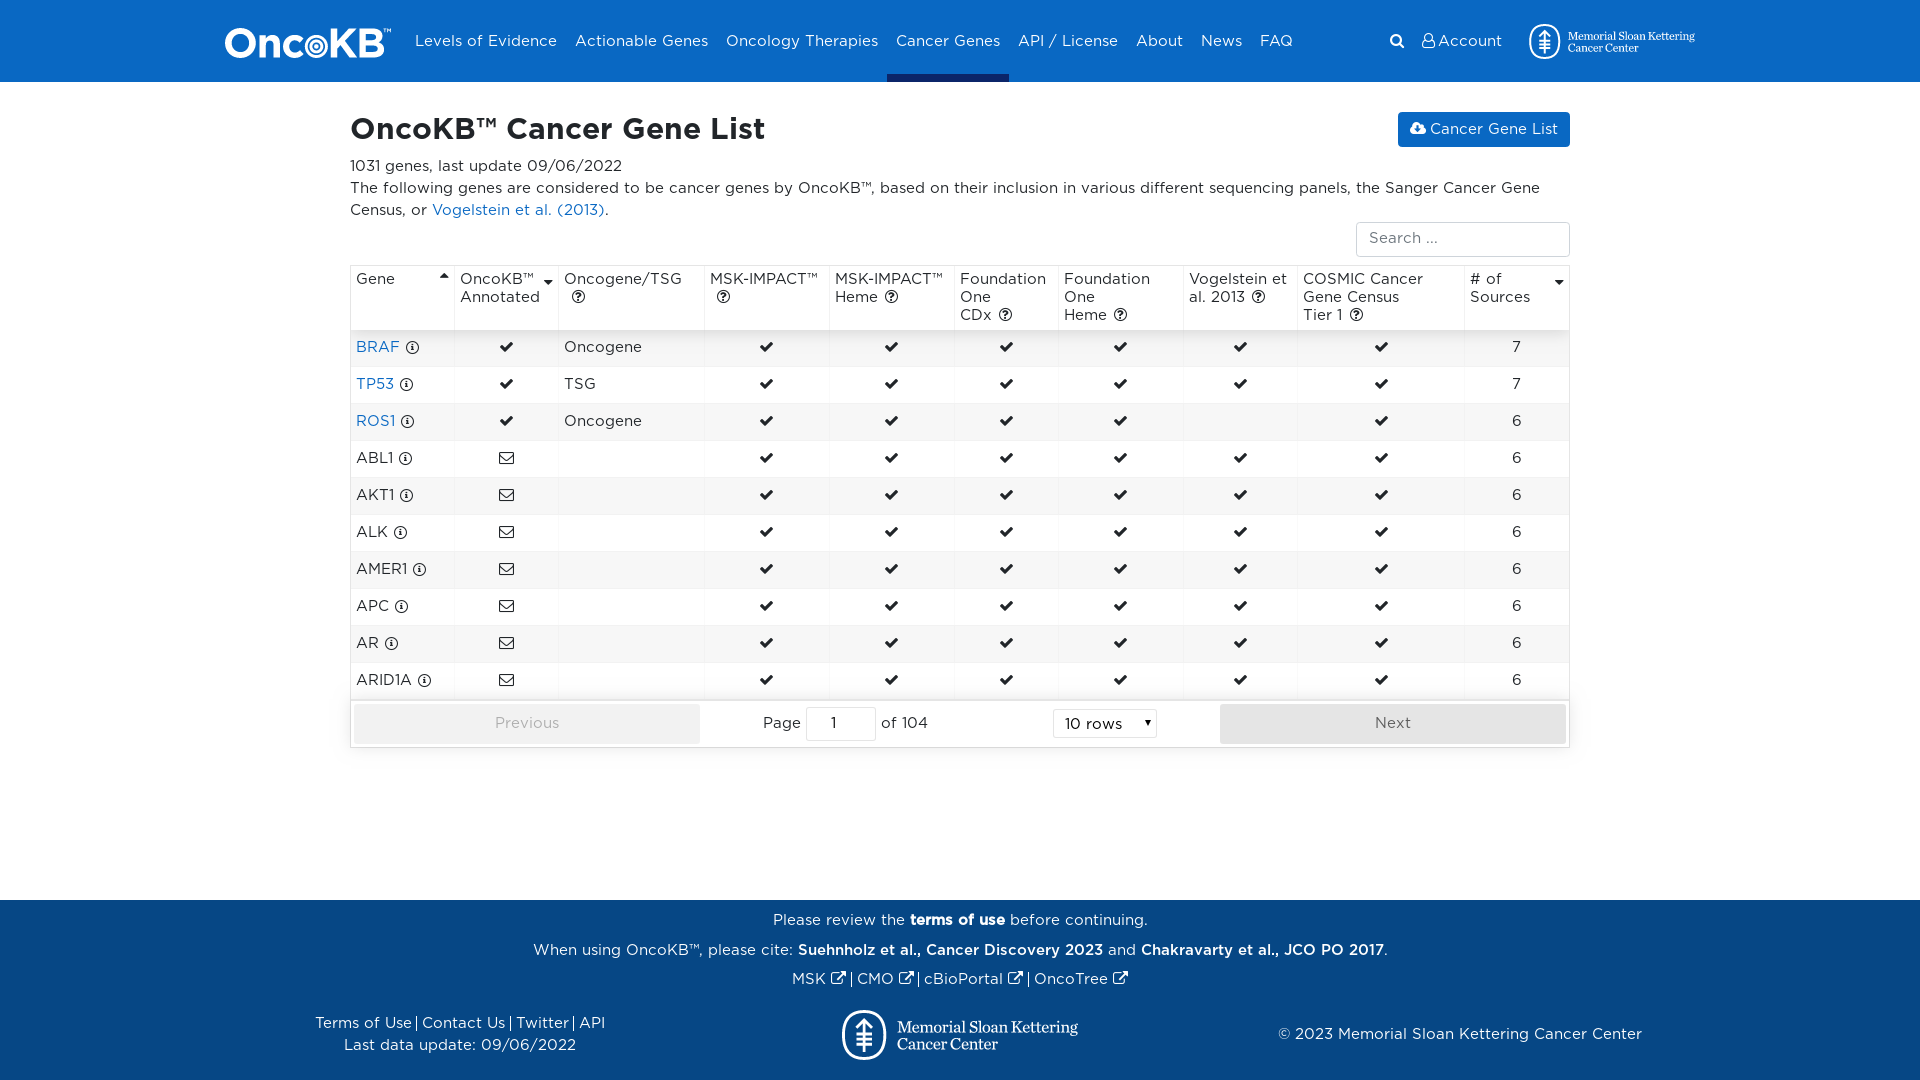 OncoKB™ Levels of Evidence Actionable Genes Oncology Therapies Cancer Genes API / License About News FAQ Account Memorial Sloan Kettering Cancer Center
OncoKB™ Cancer Gene List
Cancer Gene List
1031 genes, last update 09/06/2022
The following genes are considered to be cancer genes by OncoKB™, based on their inclusion in various different sequencing panels, the Sanger Cancer Gene
Census, or Vogelstein et al. (2013).
Search ...
Gene OncoKB™ Annotated Oncogene/TSG MSK-IMPACT™ MSK-IMPACT™ Heme Foundation One CDx Foundation One Heme Vogelstein et al. 2013 COSMIC Cancer Gene Census Tier 1 # of Sources
BRAF Oncogene 7
TP53 TSG 7
ROS1 Oncogene 6
ABL1 6
AKT1 6
ALK 6
AMER1 6
APC 6
AR 6
ARID1A 6
Previous Page 1 of 104 10 rows Next
Please review the terms of use before continuing.
When using OncoKB™, please cite: Suehnholz et al., Cancer Discovery 2023 and Chakravarty et al., JCO PO 2017.
MSK | CMO | cBioPortal | OncoTree
Terms of Use | Contact Us | Twitter | API
Last data update: 09/06/2022
Memorial Sloan Kettering
Cancer Center
© 2023 Memorial Sloan Kettering Cancer Center